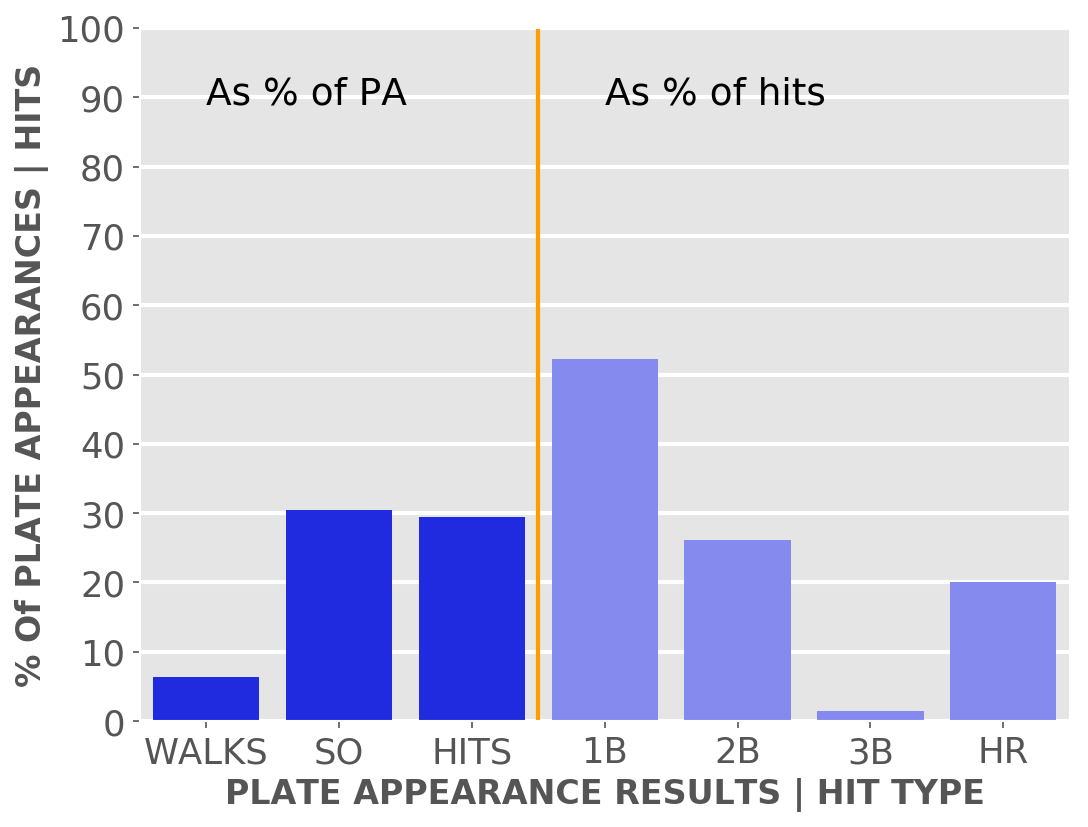 % Of PLATE APPEARANCES | HITS
100
90
80
70
60
50
40
30
20
10
0
As % of PA
As % of hits
WALKS SO HITS 1B 2B 3B HR
PLATE APPEARANCE RESULTS | HIT TYPE